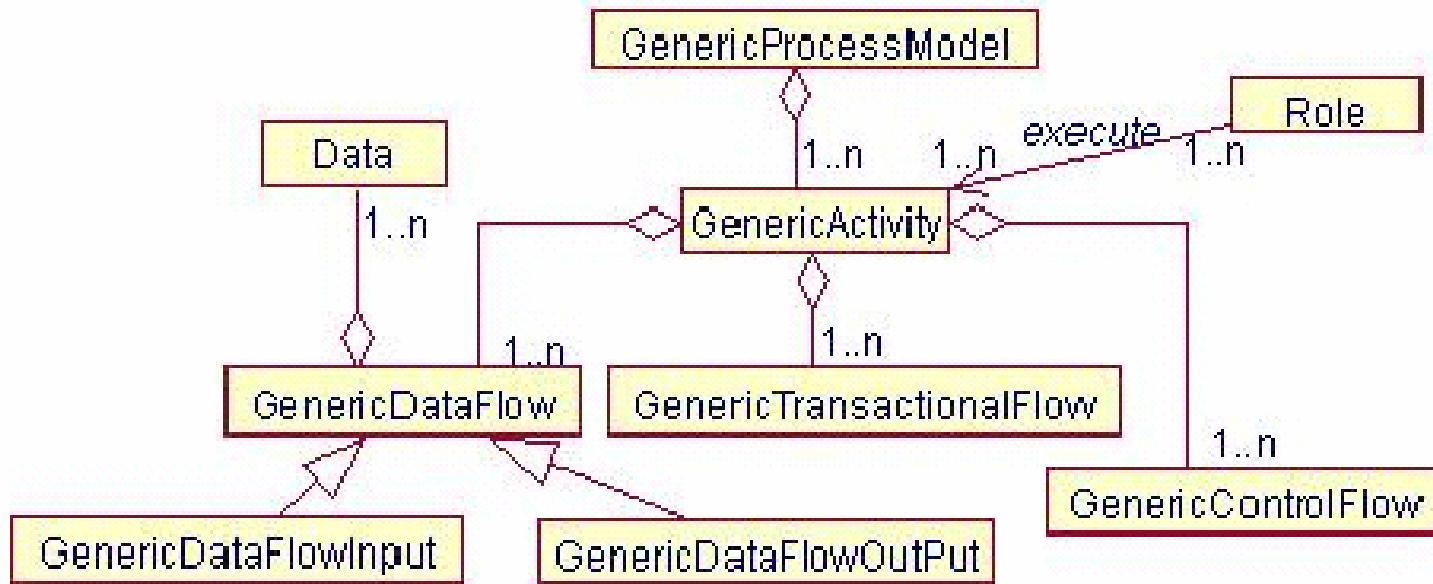 GenericProcessModel
Role
execute
1..n
1..n
1..n
Data
1..n
GenericActivity
1..n
1..n
GenericDataFlow
GenericTransactionalFlow
1..n
GenericControlFlow
GenericDataFlowInput
GenericDataFlowOutPut